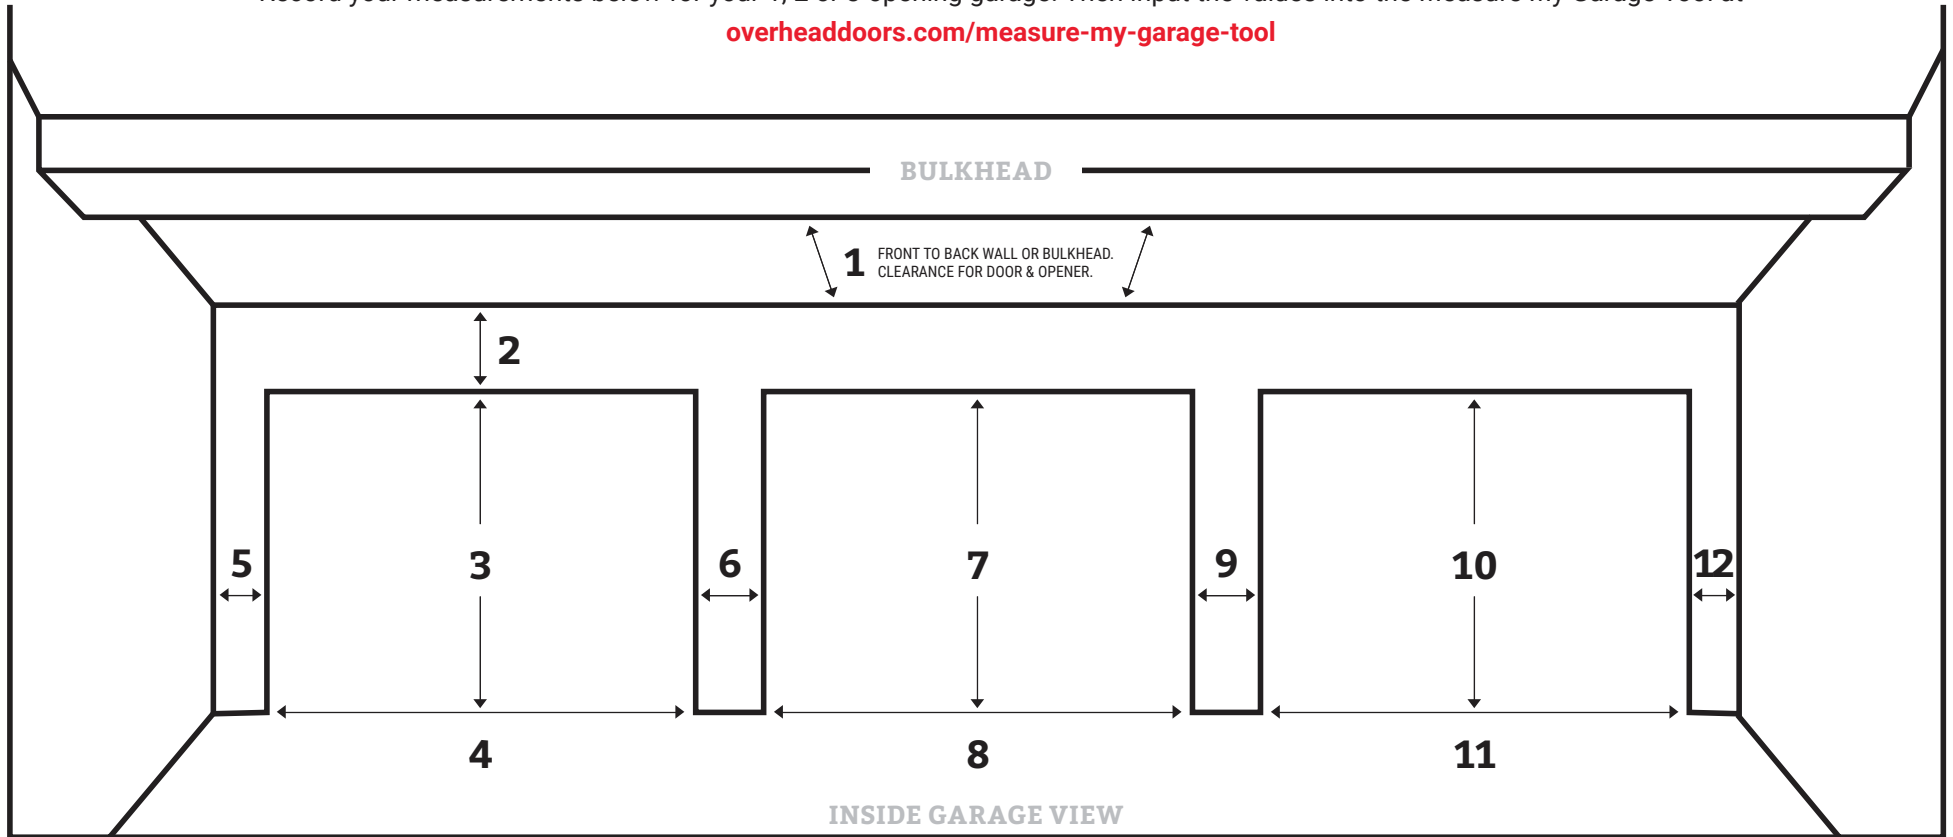 overheaddoors.com/measure-my-garage-tool
BULKHEAD
1 FRONT TO BACK WALL OR BULKHEAD.
CLEARANCE FOR DOOR & OPENER.
2
5 3 6 7 9 10 12
4 8 11
INSIDE GARAGE VIEW